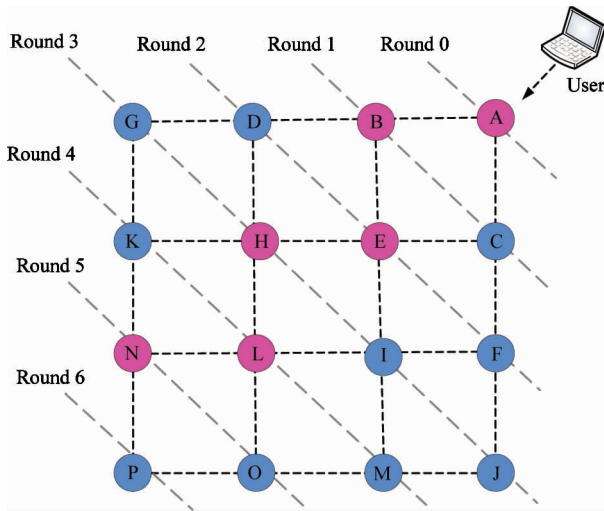 Round 3
Round 2
Round 1
Round 0
User
G
D
B
A
Round 4
K
H
E
C
Round 5
N
L
I
F
Round 6
P
O
M
J